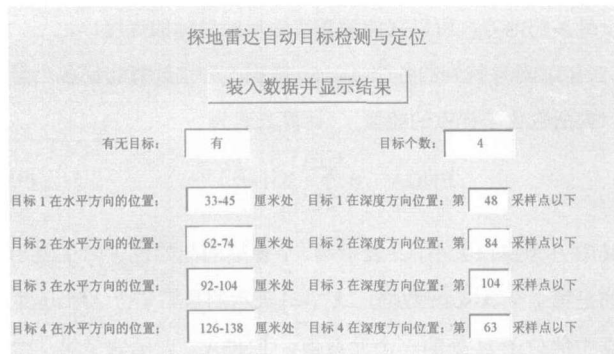 探地雷达自动目标检测与定位
装入数据并显示结果
有无目标： 有 目标个数： 4
目标1在水平方向的位置： 33-45 厘米处 目标1在深度方向位置：第 48 采样点以下
目标2在水平方向的位置： 62-74 厘米处 目标2在深度方向位置：第 84 采样点以下
目标3在水平方向的位置： 92-104 厘米处 目标3在深度方向位置：第 104 采样点以下
目标4在水平方向的位置： 126-138 厘米处 目标4在深度方向位置：第 63 采样点以下